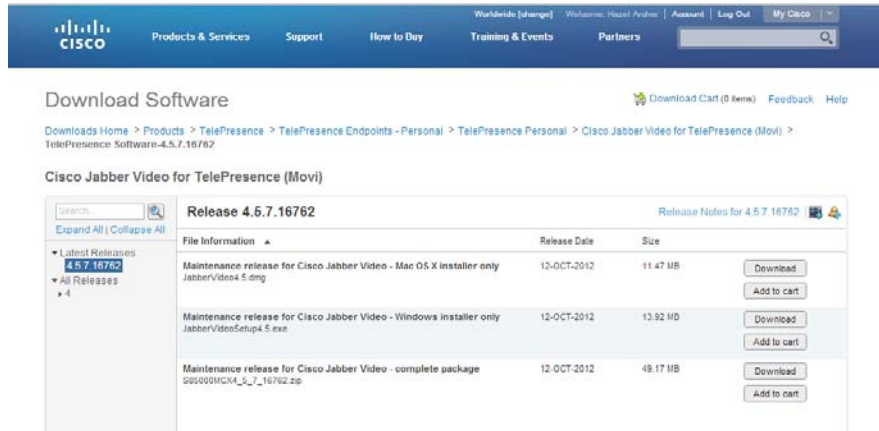 Worldwide [change] Welcome, Hazel Archer Account Log Out My Cisco
CISCO Products & Services Support How to Buy Training & Events Partners
Download Software
Download Cart (0 items) Feedback Help
Downloads Home > Products > TelePresence > TelePresence Endpoints - Personal > TelePresence Personal > Cisco Jabber Video for TelePresence (Movi) >
TelePresence Software-4.5.7.16762
Cisco Jabber Video for TelePresence (Movi)
Search...
Expand All | Collapse All
Latest Releases
4.5.7.16762
All Releases
4
Release 4.5.7.16762 Release Notes for 4.5.7.16762
File Information Release Date Size
Maintenance release for Cisco Jabber Video - Mac OS X installer only 12-OCT-2012 11.47 MB Download
JabberVideo4.5.dmg
Add to cart
Maintenance release for Cisco Jabber Video - Windows installer only 12-OCT-2012 13.92 MB Download
JabberVideoSetup4.5.exe
Add to cart
Maintenance release for Cisco Jabber Video - complete package 12-OCT-2012 49.17 MB Download
S85000MCX4_5_7_16762.zip
Add to cart